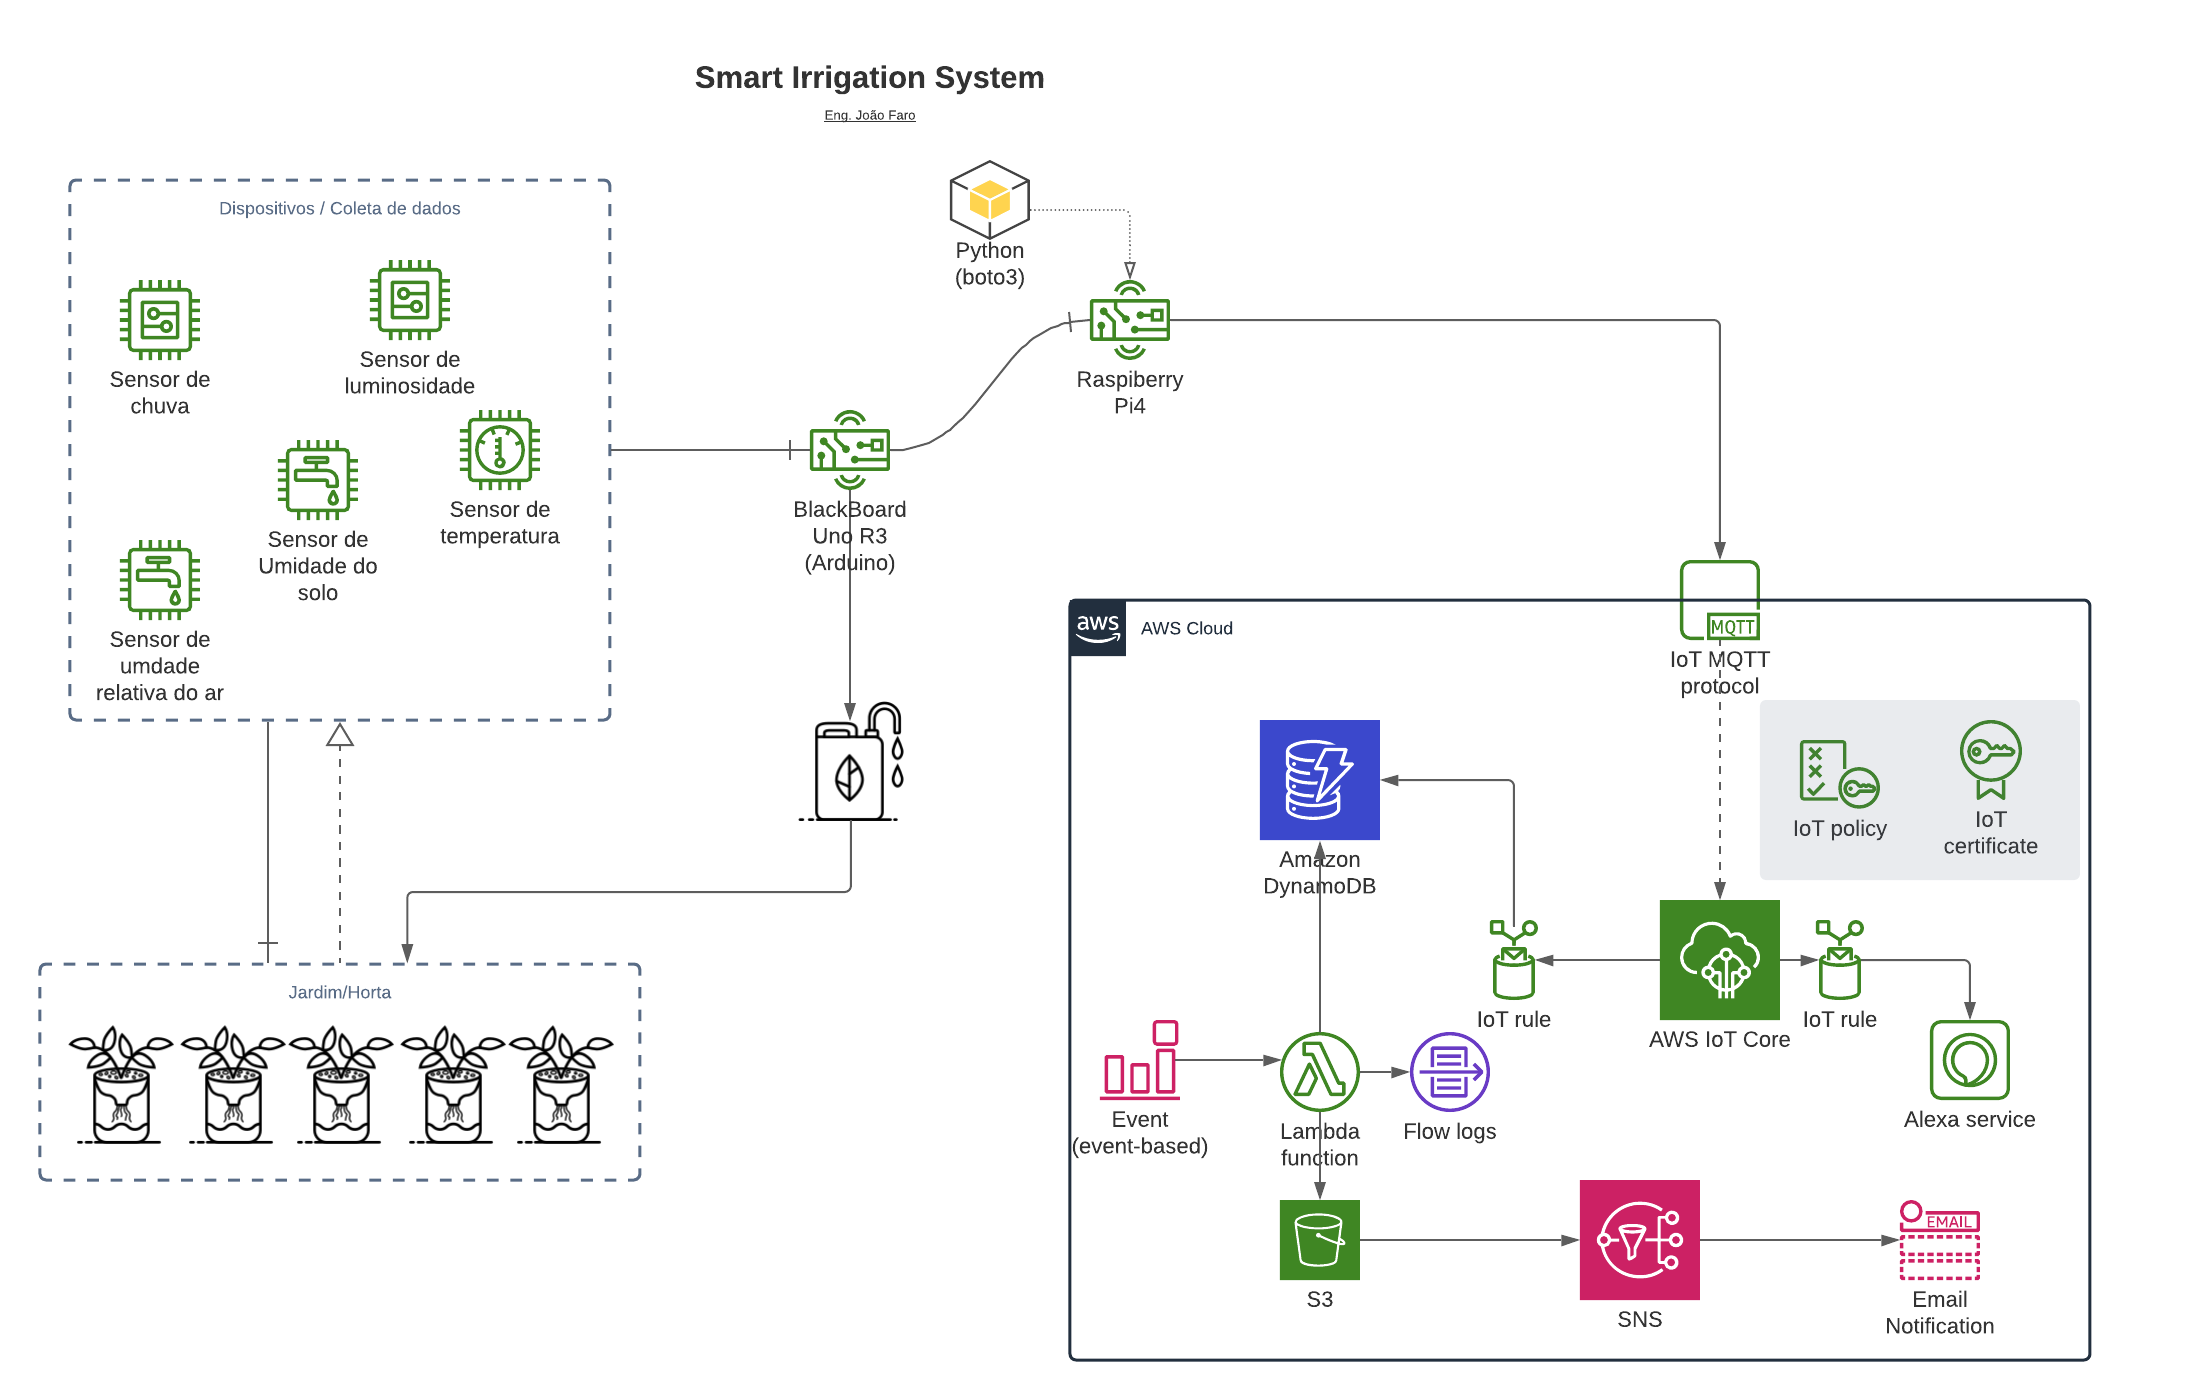 Smart Irrigation System
Eng. João Faro
Dispositivos / Coleta de dados
Sensor de
chuva
Sensor de
luminosidade
Sensor de
Umidade do
solo
Sensor de
temperatura
Sensor de
umdade
relativa do ar
Python
(boto3)
Raspiberry
Pi4
BlackBoard
Uno R3
(Arduino)
Jardim/Horta
aws
AWS Cloud
MQTT
IoT MQTT
protocol
IoT policy
IoT
certificate
Amazon
DynamoDB
IoT rule
AWS IoT Core
IoT rule
Alexa service
Event
(event-based)
Lambda
function
Flow logs
S3
SNS
EMAIL
Email
Notification